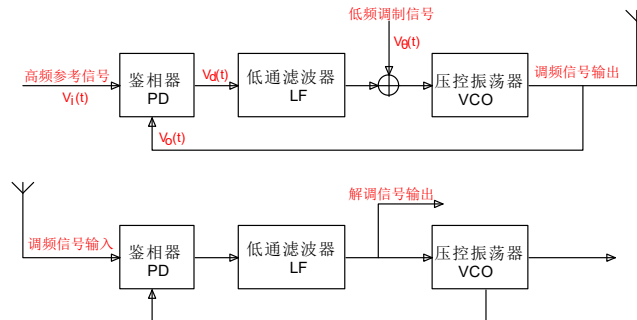 低频调制信号
Vθ(t)
高频参考信号
Vi(t)
鉴相器
PD
Vd(t)
低通滤波器
LF
压控振荡器
VCO
调频信号输出
Vo(t)
解调信号输出
调频信号输入
鉴相器
PD
低通滤波器
LF
压控振荡器
VCO